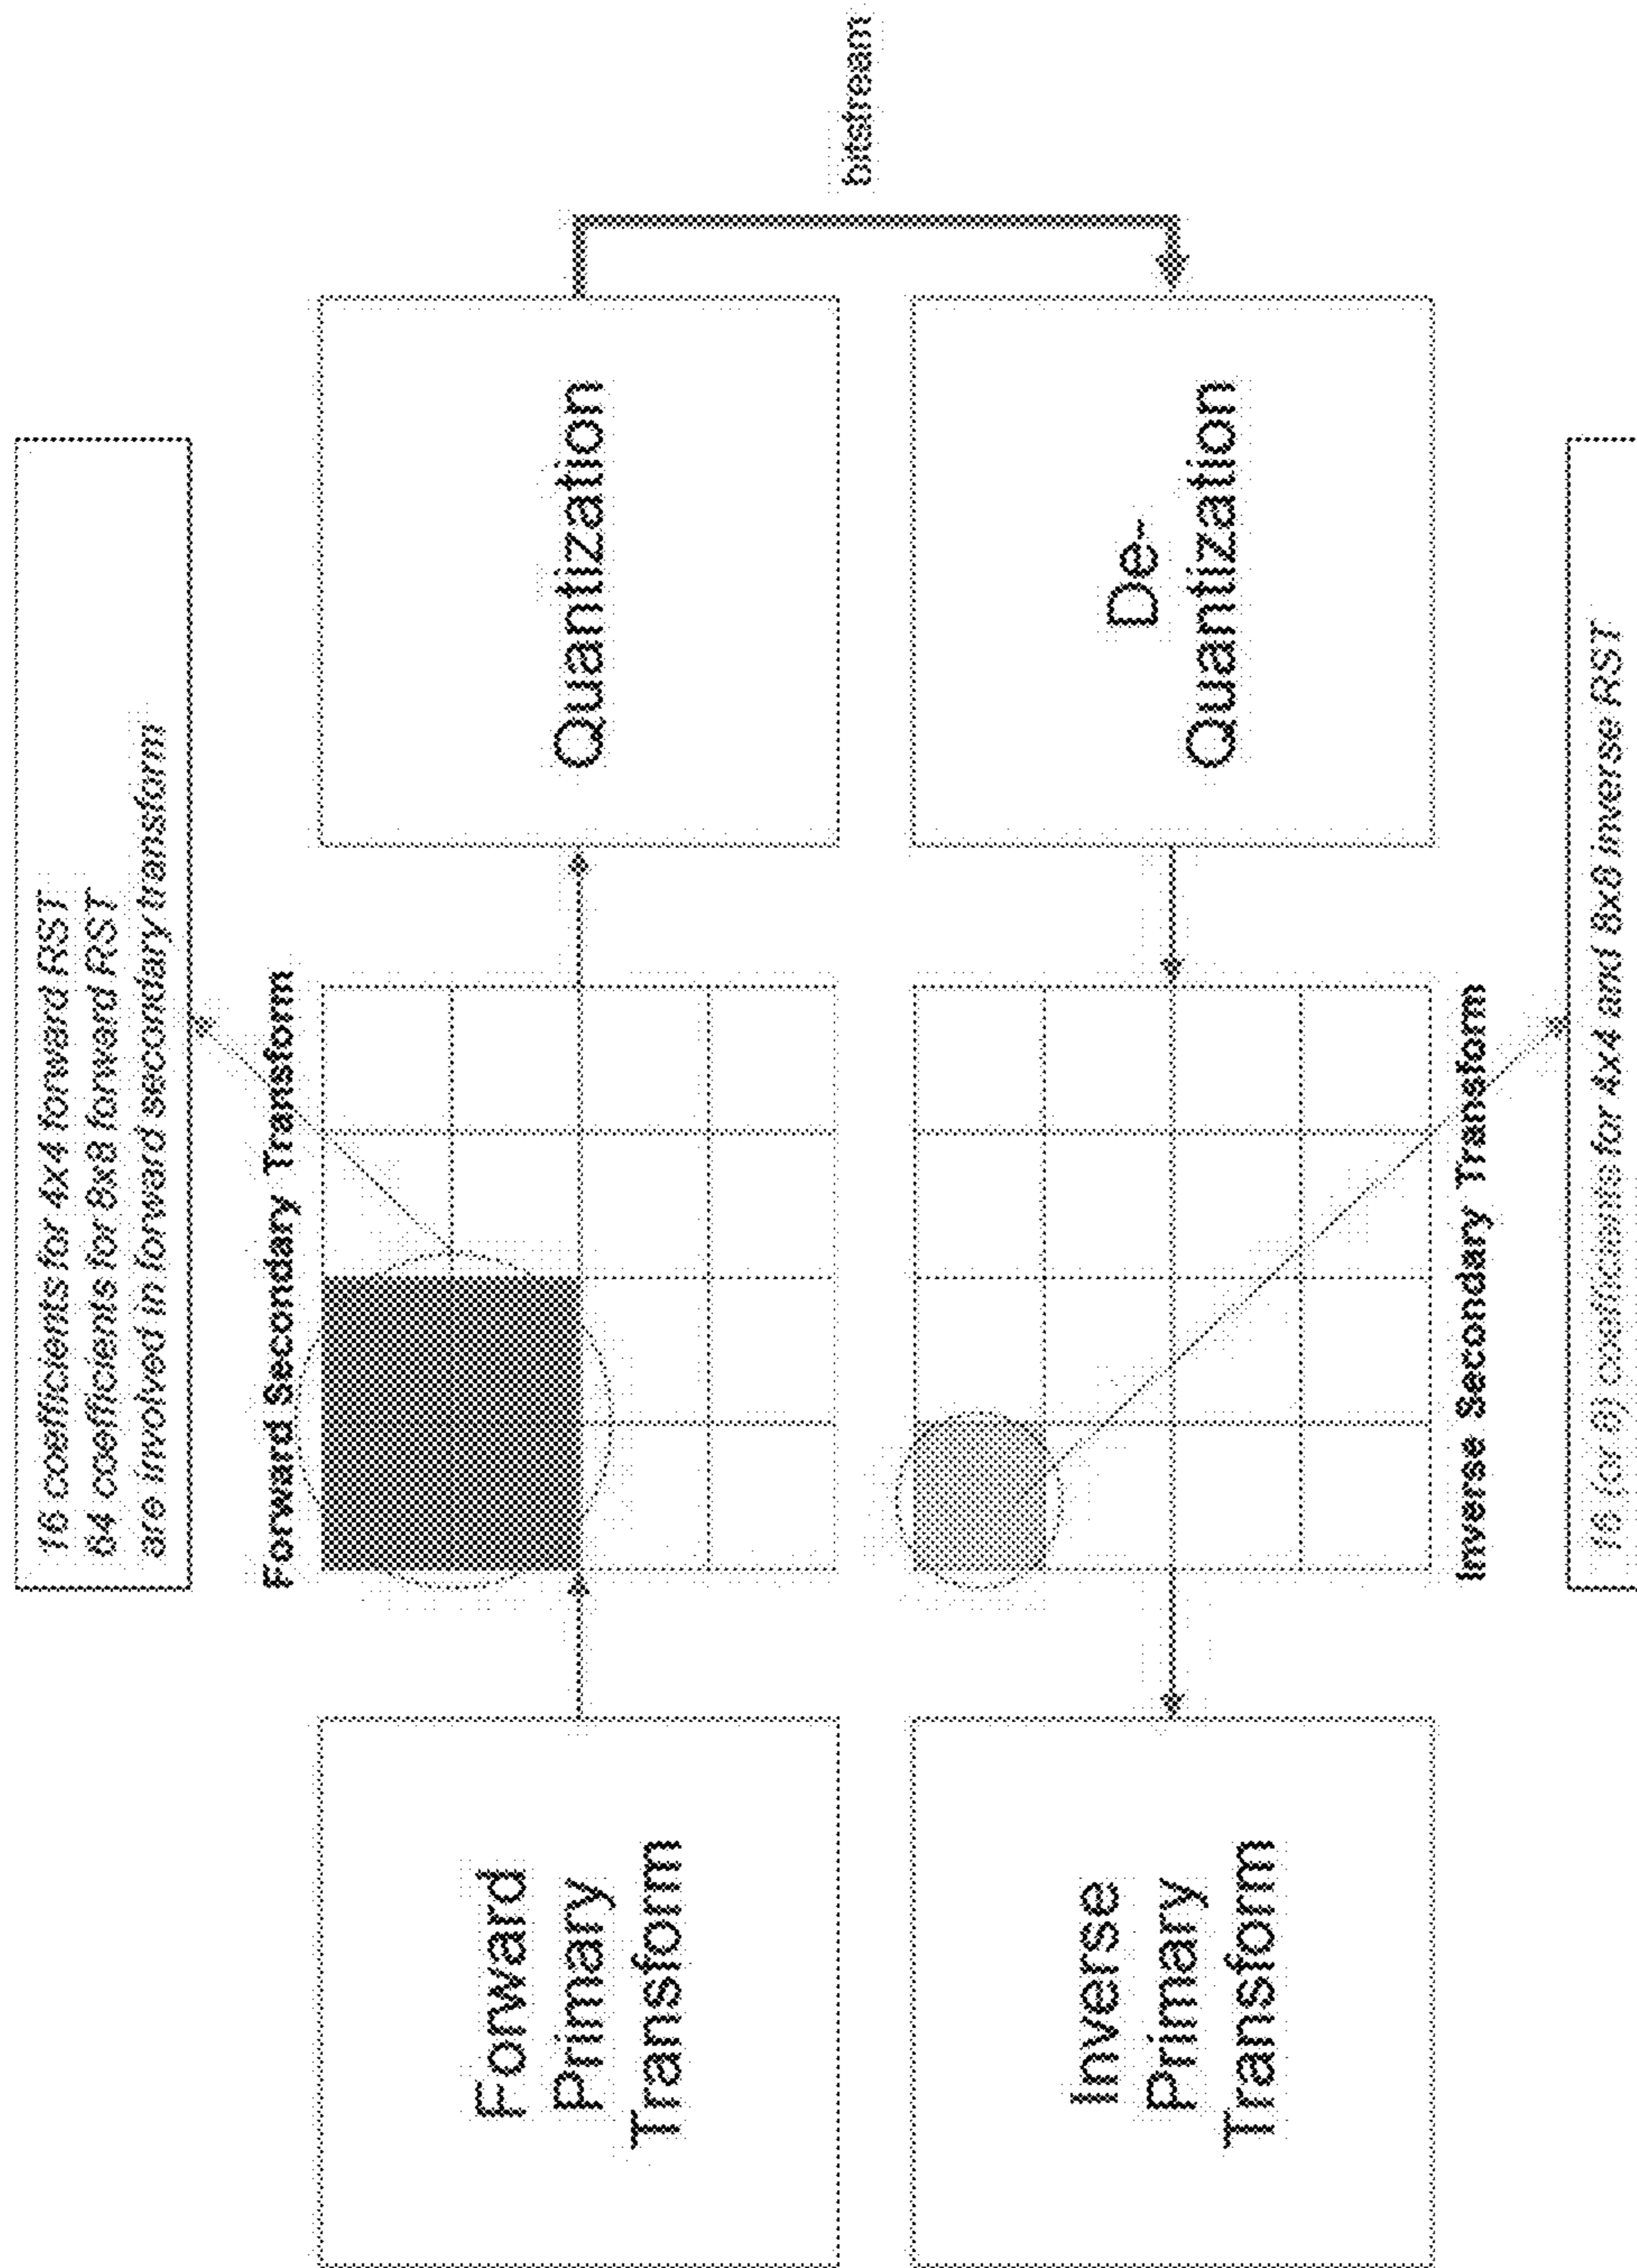 16 coefficients for 4x4 forward RST
64 coefficients for 8x8 forward RST
are involved in forward secondary transform
Forward Secondary Transform
Forward
Primary
Transform
Quantization
bitstream
Inverse
Primary
Transform
De-
Quantization
Inverse Secondary Transform
16 (or 8) coefficients for 4x4 and 8x8 inverse RST